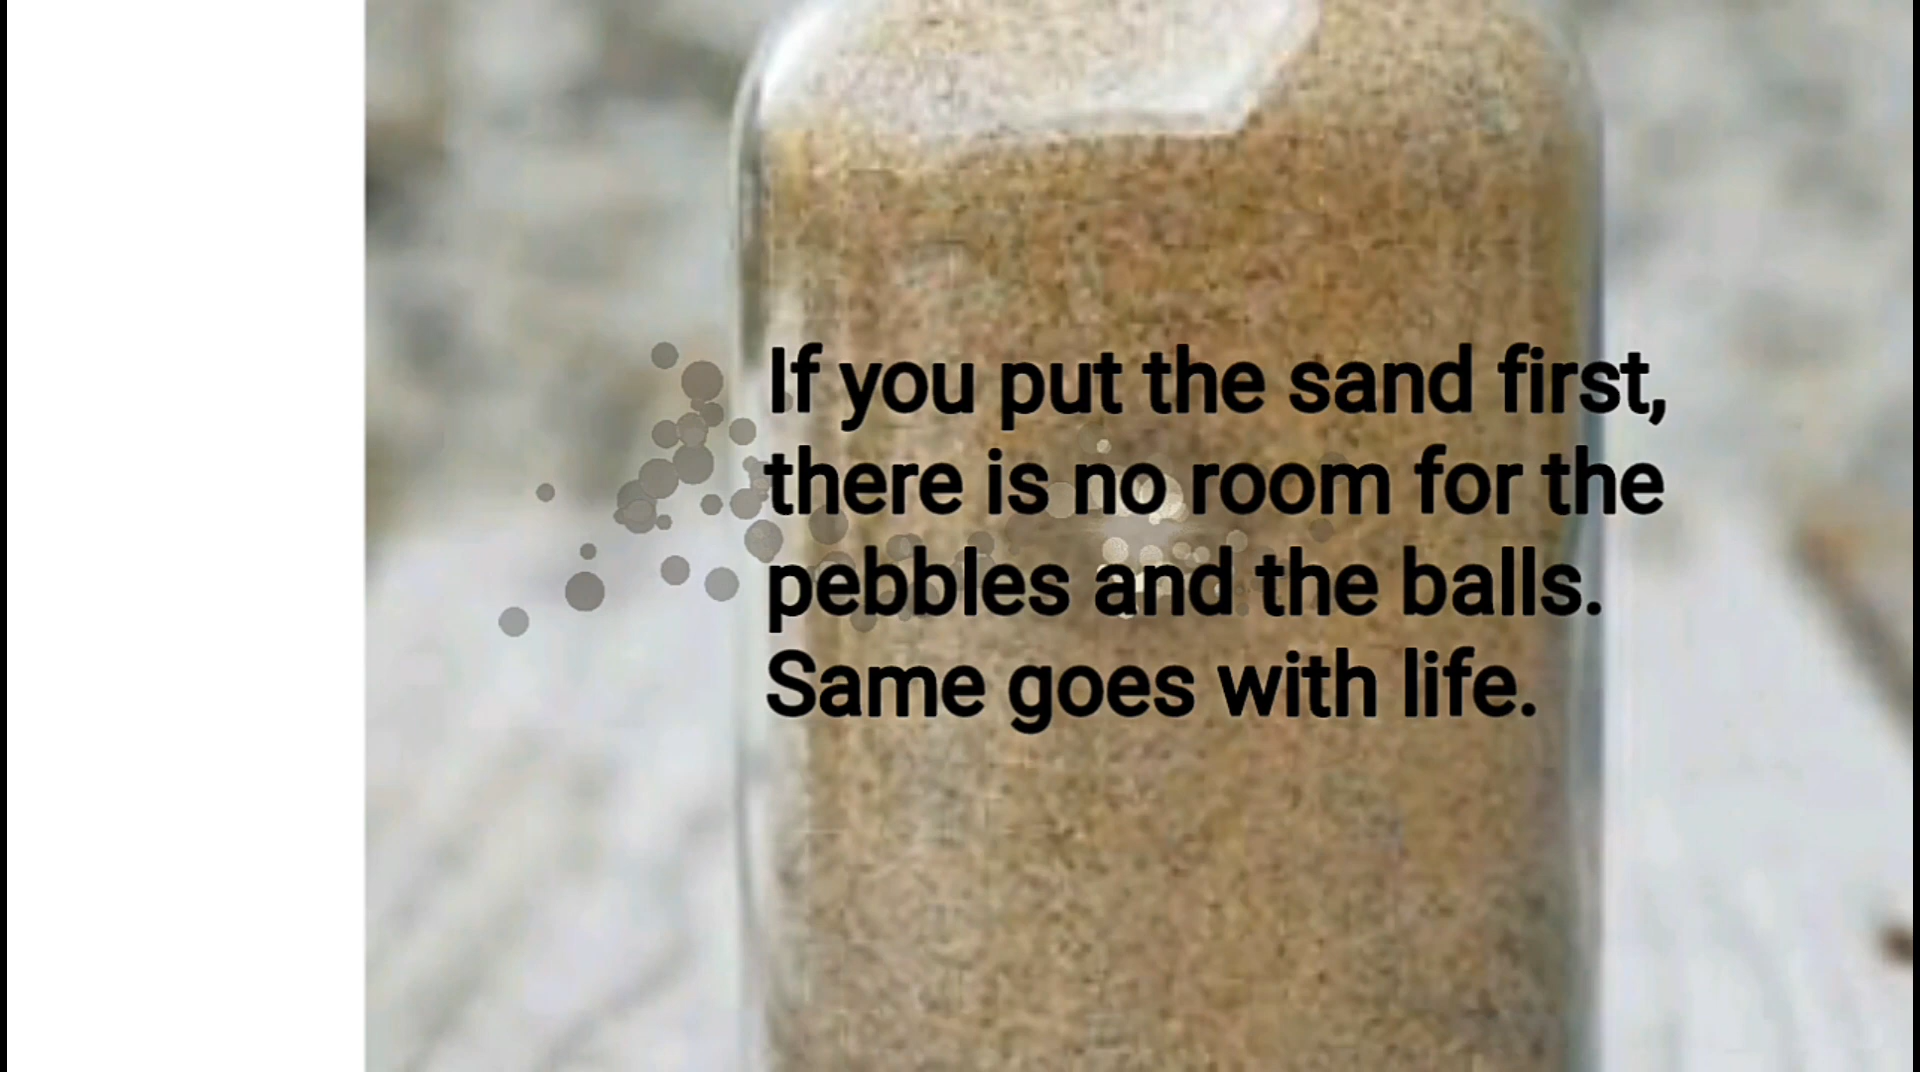 If you put the sand first,
there is no room for the
pebbles and the balls.
Same goes with life.